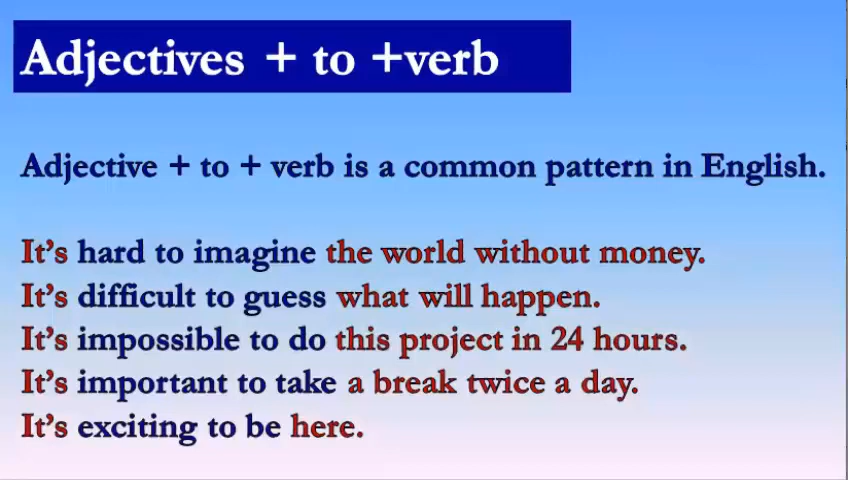 Adjectives + to +verb
Adjective + to + verb is a common pattern in English.
It's hard to imagine the world without money.
It's difficult to guess what will happen.
It's impossible to do this project in 24 hours.
It's important to take a break twice a day.
It's exciting to be here.